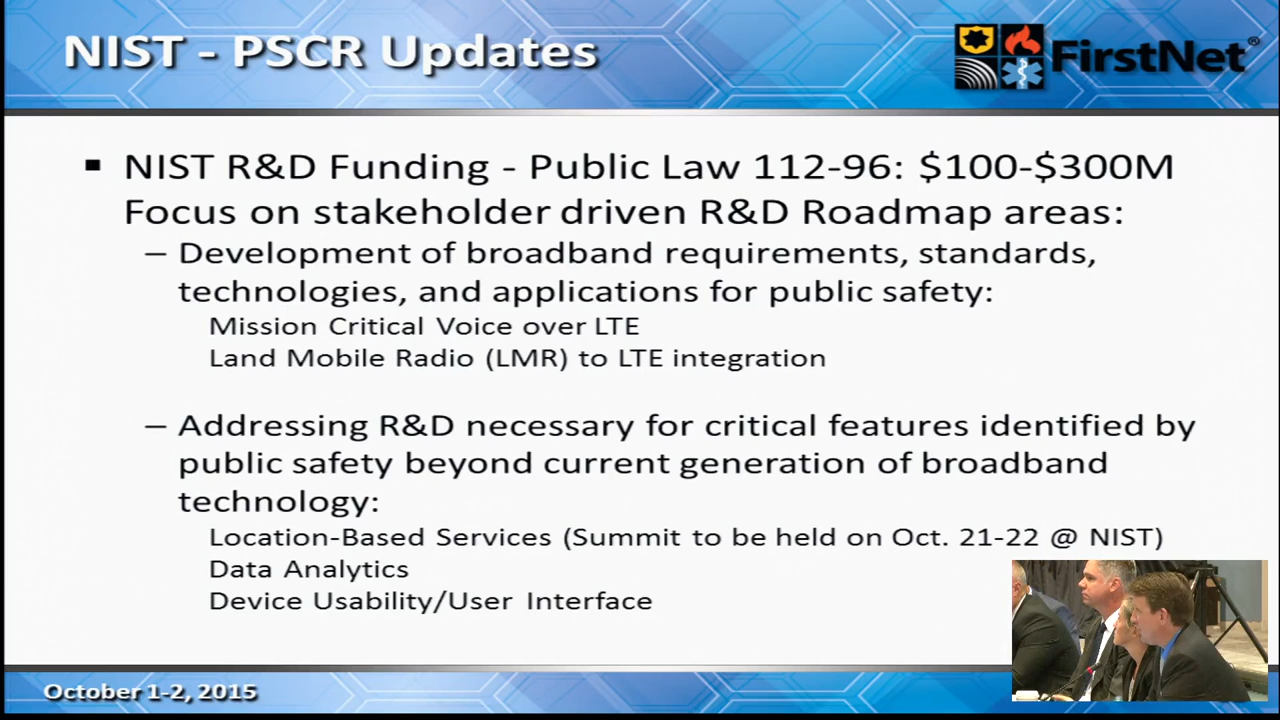 NIST - PSCR Updates
FirstNet®
▪ NIST R&D Funding - Public Law 112-96: $100-$300M
Focus on stakeholder driven R&D Roadmap areas:
– Development of broadband requirements, standards,
technologies, and applications for public safety:
Mission Critical Voice over LTE
Land Mobile Radio (LMR) to LTE integration
– Addressing R&D necessary for critical features identified by
public safety beyond current generation of broadband
technology:
Location-Based Services (Summit to be held on Oct. 21-22 @ NIST)
Data Analytics
Device Usability/User Interface
October 1-2, 2015